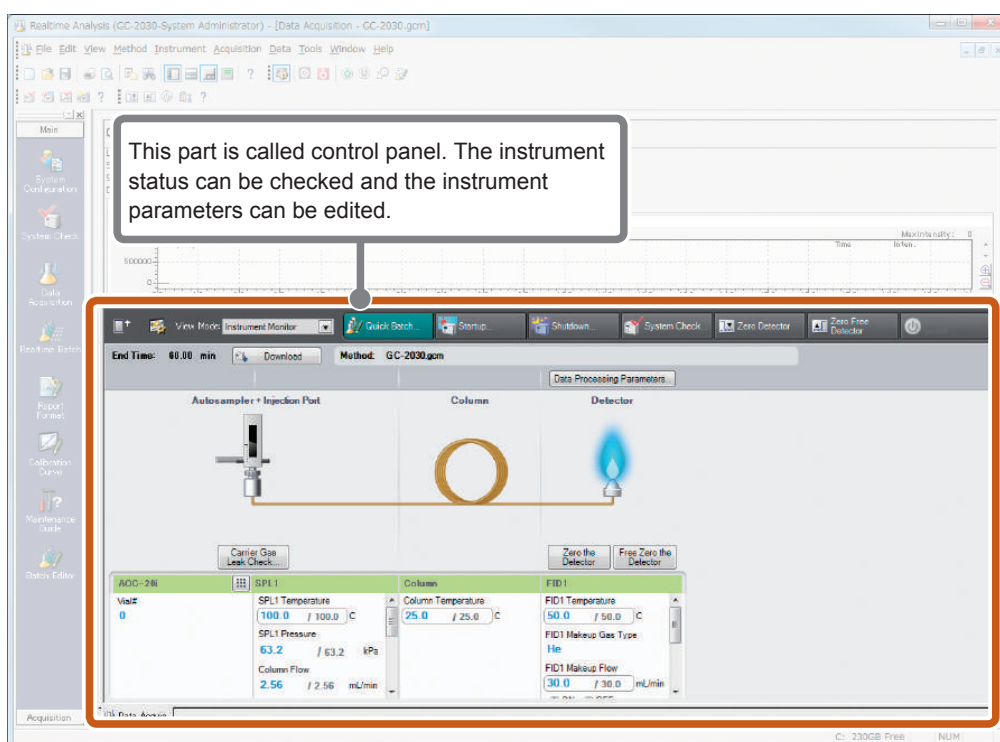 Realtime Analysis (GC-2030-System Administrator) - [Data Acquisition - GC-2030.gcm]
File Edit View Method Instrument Acquisition Data Tools Window Help
Main
This part is called control panel. The instrument
status can be checked and the instrument
parameters can be edited.
System
Configuration
System Check
Max Intensity: 0
Time Inten.
500000
0
Data
Acquisition
View Mode: Instrument Monitor Quick Batch... Startup... Shutdown... System Check Zero Detector Zero Free Detector
End Time: 60.00 min Download Method: GC-2030.gcm
Realtime Batch
Data Processing Parameters...
Autosampler + Injection Port Column Detector
Report
Format
Calibration
Curve
Maintenance
Guide
Batch Editor
Carrier Gas
Leak Check....
Zero the
Detector
Free Zero the
Detector
AOC-20i SPL1 Column FID1
Vial# SPL1 Temperature Column Temperature FID1 Temperature
0 100.0 / 100.0 C 25.0 / 25.0 C 50.0 / 50.0 C
SPL1 Pressure FID1 Makeup Gas Type
63.2 / 63.2 kPa He
Column Flow FID1 Makeup Flow
2.56 / 2.56 mL/min 30.0 / 30.0 mL/min
Acquisition
C: 230GB Free NUM